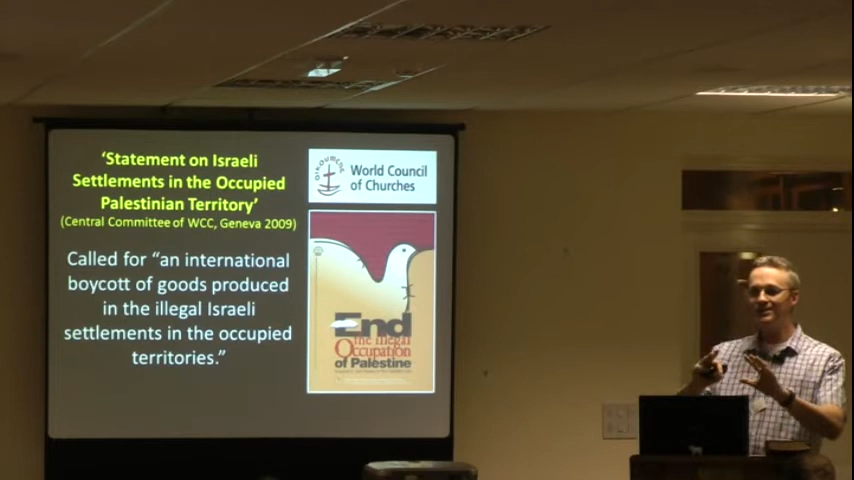 'Statement on Israeli
Settlements in the Occupied
Palestinian Territory'
(Central Committee of WCC, Geneva 2009)
Called for "an international
boycott of goods produced
in the illegal Israeli
settlements in the occupied
territories."
OIKOUMENE
World Council
of Churches
End
the illegal
Occupation
of Palestine